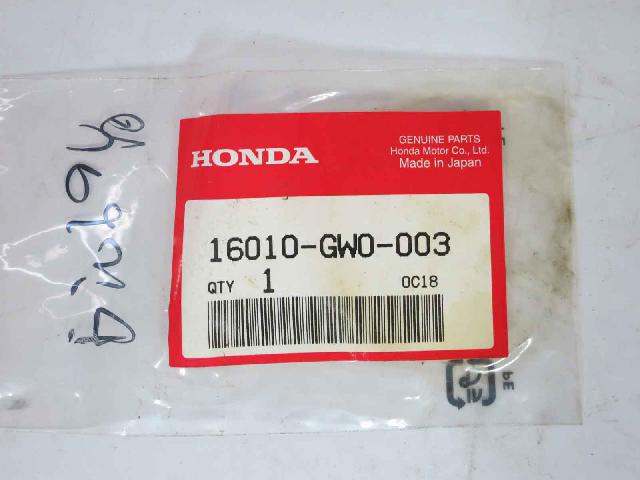 HONDA
GENUINE PARTS
Honda Motor Co., Ltd.
Made in Japan
16010-GW0-003
QTY 1 0C18